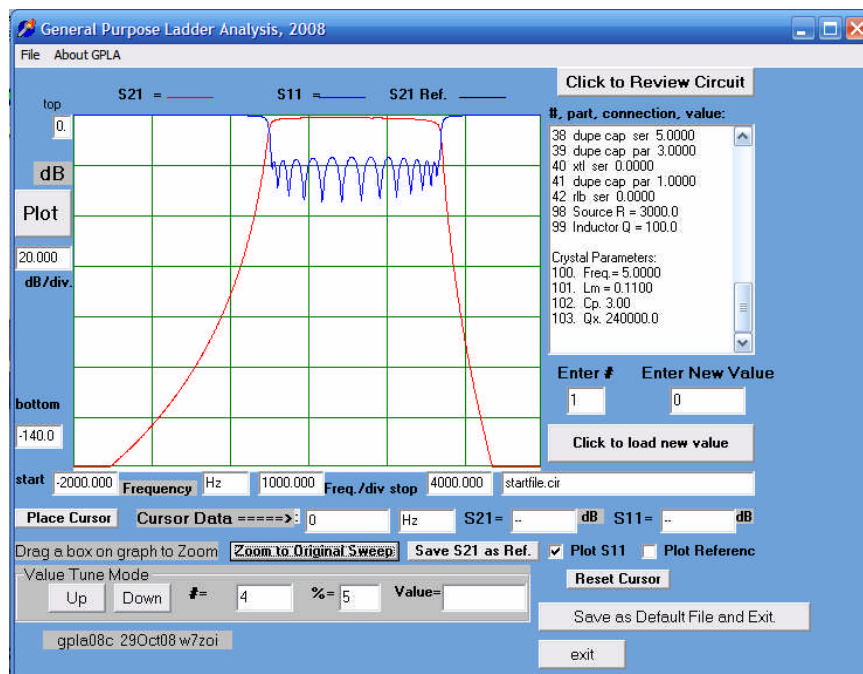 General Purpose Ladder Analysis, 2008
File About GPLA
S21 = S11 = S21 Ref.
top
0.
dB
Plot
20.000
dB/div.
bottom
-140.0
Click to Review Circuit
#, part, connection, value:
38 dupe cap ser 5.0000
39 dupe cap par 3.0000
40 xtl ser 0.0000
41 dupe cap par 1.0000
42 rlb ser 0.0000
98 Source R = 3000.0
99 Inductor Q = 100.0
Crystal Parameters:
100. Freq.= 5.0000
101. Lm = 0.1100
102. Cp. 3.00
103. Qx. 240000.0
Enter # Enter New Value
1 0
Click to load new value
start -2000.000 Frequency Hz 1000.000 Freq./div stop 4000.000 startfile.cir
Place Cursor Cursor Data =====>: 0 Hz S21= -- dB S11= -- dB
Drag a box on graph to Zoom Zoom to Original Sweep Save S21 as Ref. Plot S11 Plot Referenc
Value Tune Mode
Up Down #= 4 %= 5 Value=
Reset Cursor
Save as Default File and Exit.
gpla08c 29Oct08 w7zoi
exit